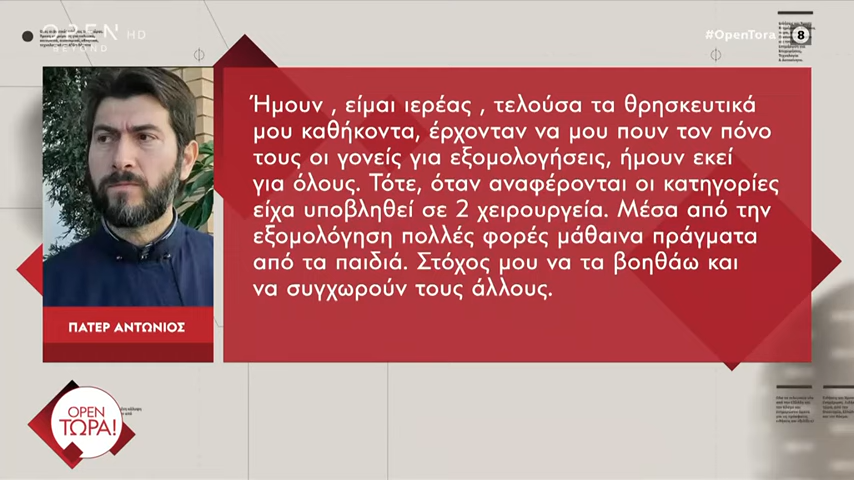 OPEN HD
BEYOND
#OpenTora
8
Ήμουν , είμαι ιερέας , τελούσα τα θρησκευτικά
μου καθήκοντα, έρχονταν να μου πουν τον πόνο
τους οι γονείς για εξομολογήσεις, ήμουν εκεί
για όλους. Τότε, όταν αναφέρονται οι κατηγορίες
είχα υποβληθεί σε 2 χειρουργεία. Μέσα από την
εξομολόγηση πολλές φορές μάθαινα πράγματα
από τα παιδιά. Στόχος μου να τα βοηθάω και
να συγχωρούν τους άλλους.
ΠΑΤΕΡ ΑΝΤΩΝΙΟΣ
OPEN
ΤΩΡΑ!